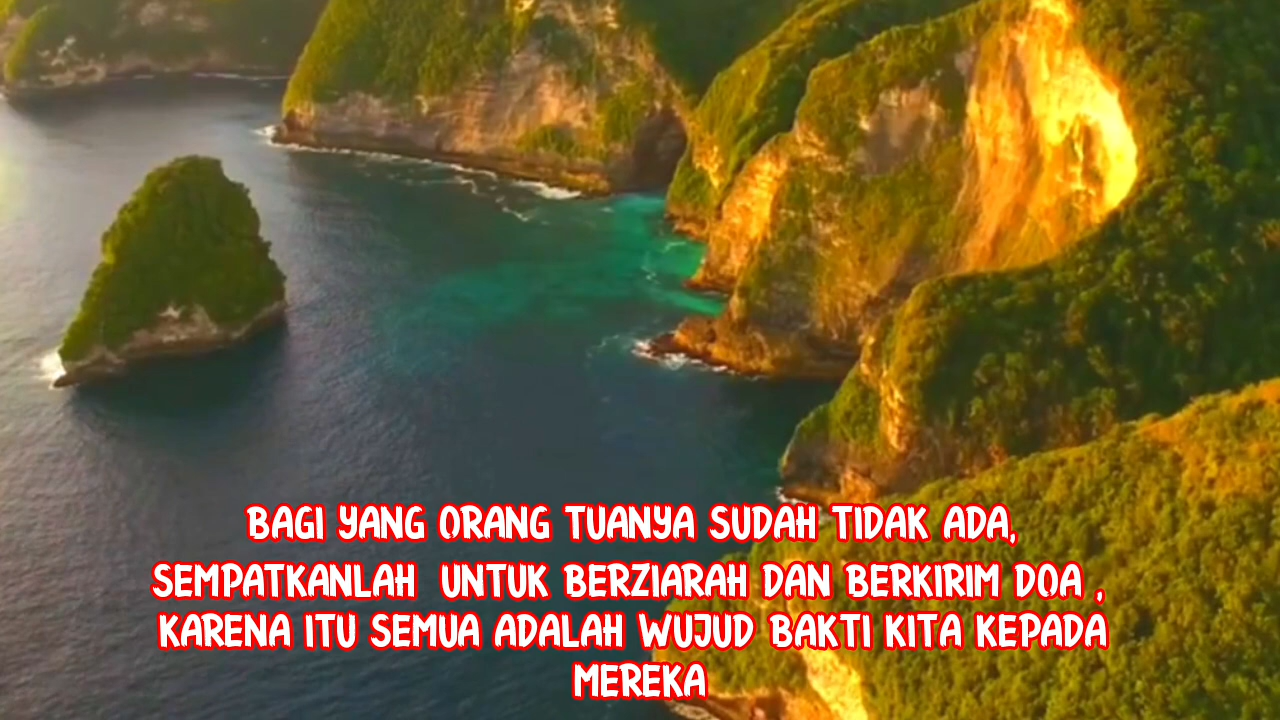 BAGI YANG ORANG TUANYA SUDAH TIDAK ADA,
SEMPATKANLAH  UNTUK BERZIARAH DAN BERKIRIM DOA ,
KARENA ITU SEMUA ADALAH WUJUD BAKTI KITA KEPADA
MEREKA